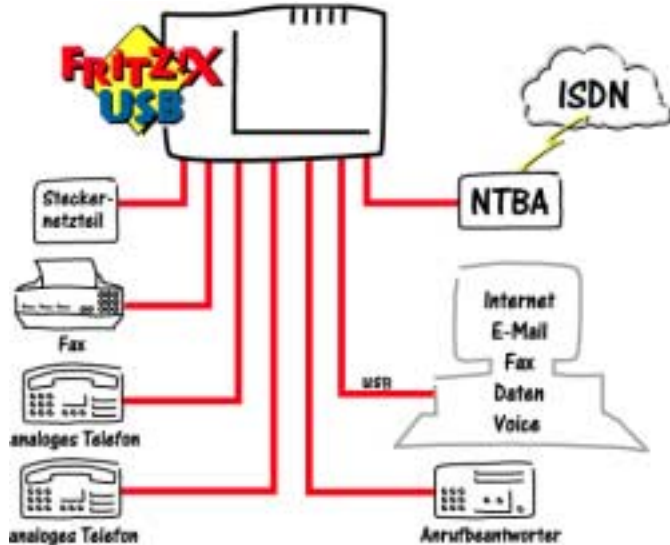 FRITZ!X
USB
ISDN
Stecker-
netzteil
NTBA
Fax
Internet
E-Mail
Fax
Daten
Voice
USB
analoges Telefon
analoges Telefon
Anrufbeantworter